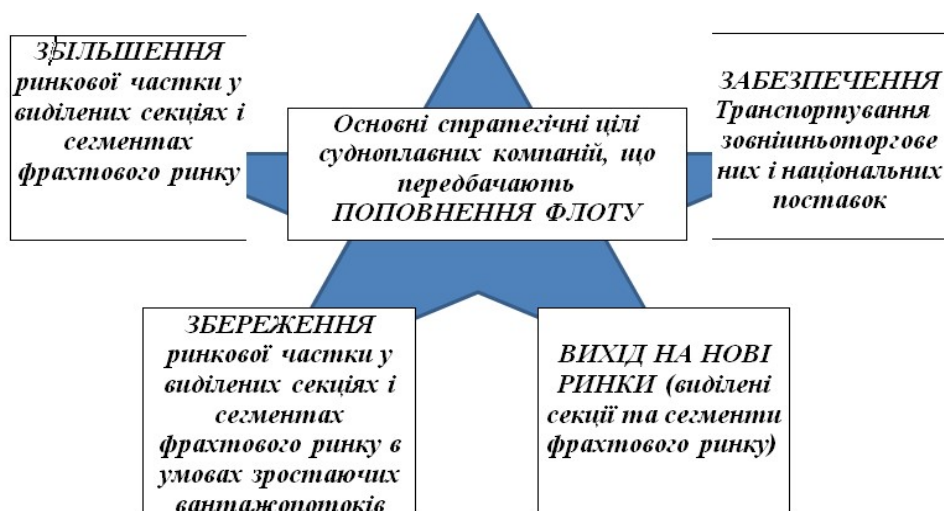 ЗБІЛЬШЕННЯ
ринкової частки у
виділених секціях і
сегментах
фрахтового ринку
Основні стратегічні цілі
судноплавних компаній, що
передбачають
ПОПОВНЕННЯ ФЛОТУ
ЗАБЕЗПЕЧЕННЯ
Транспортування
зовнішньоторгове
них і національних
поставок
ЗБЕРЕЖЕННЯ
ринкової частки у
виділених секціях і
сегментах
фрахтового ринку в
умовах зростаючих
вантажопотоків
ВИХІД НА НОВІ
РИНКИ (виділені
секції та сегменти
фрахтового ринку)